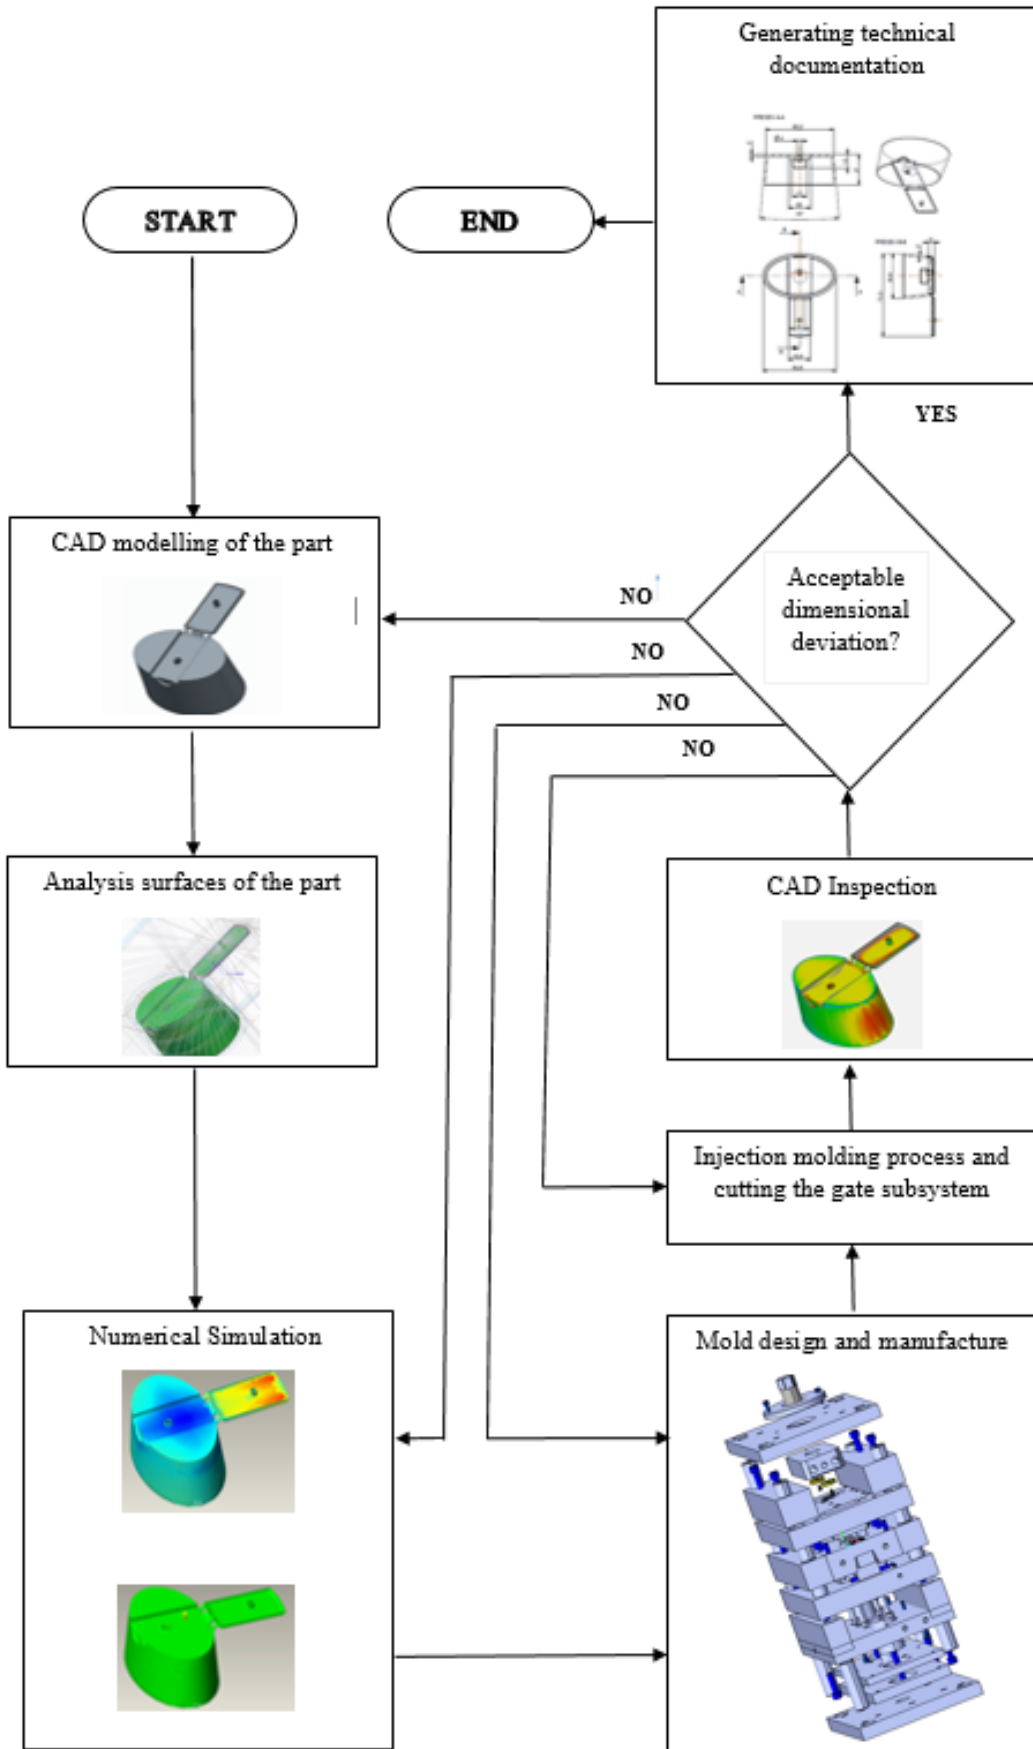 Generating technical
documentation
START
END
YES
CAD modelling of the part
Acceptable
dimensional
deviation?
NO
NO
NO
NO
Analysis surfaces of the part
CAD Inspection
Injection molding process and
cutting the gate subsystem
Numerical Simulation
Mold design and manufacture